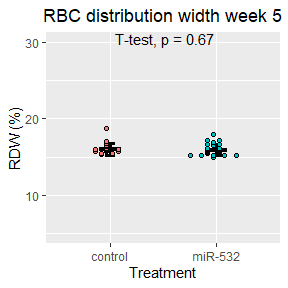 RBC distribution width week 5
T-test, p = 0.67
30
20
10
RDW (%)
control
miR-532
Treatment